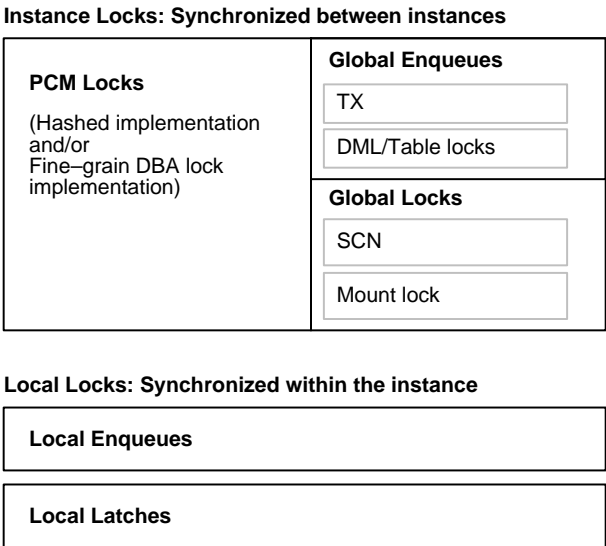 Instance Locks: Synchronized between instances
PCM Locks
(Hashed implementation
and/or
Fine–grain DBA lock
implementation)
Global Enqueues
TX
DML/Table locks
Global Locks
SCN
Mount lock
Local Locks: Synchronized within the instance
Local Enqueues
Local Latches